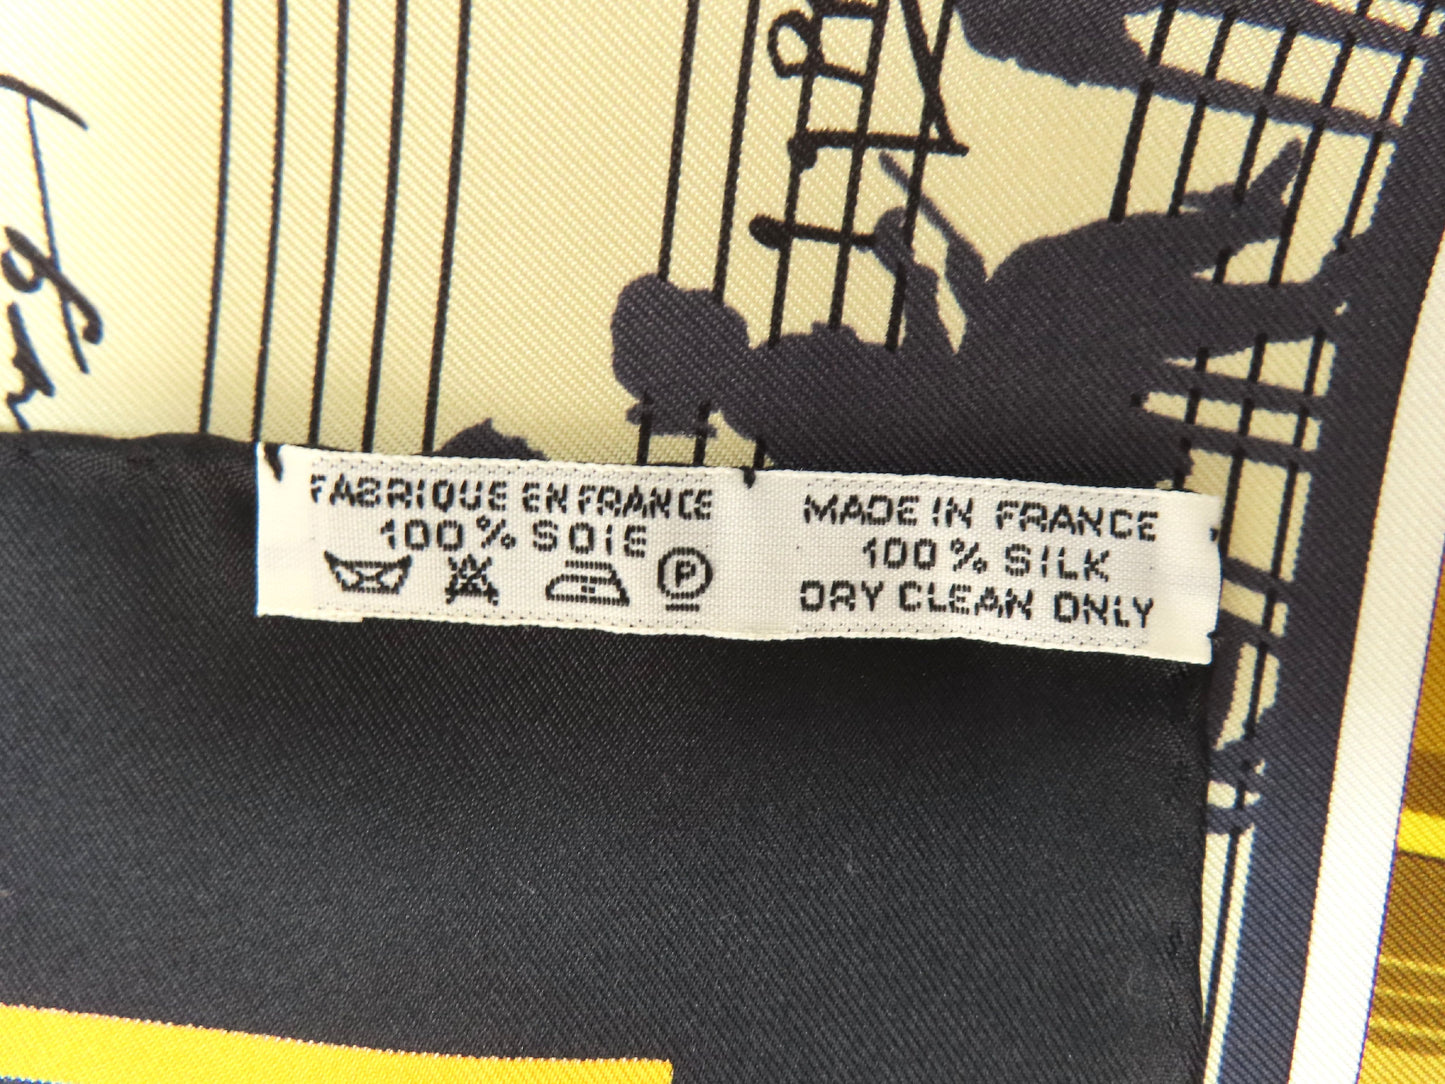 FABRIQUE EN FRANCE
100% SOIE
P
MADE IN FRANCE
100% SILK
DRY CLEAN ONLY